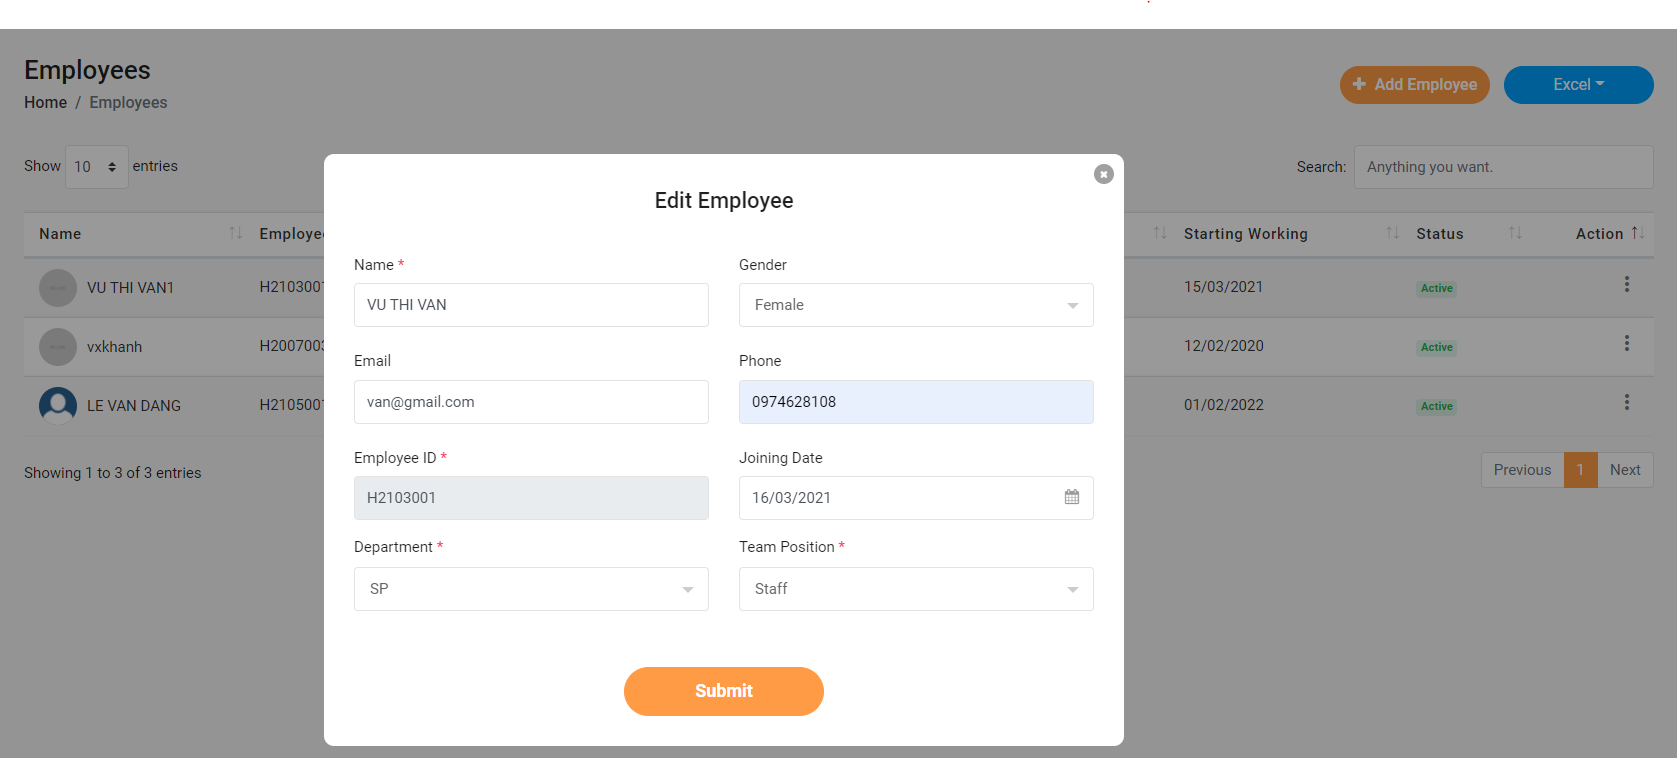 Employees
Home / Employees
Add Employee
Excel
Show 10 entries
Search: Anything you want.
Name
Starting Working Status Action
VU THI VAN1 15/03/2021 Active
vxkhanh 12/02/2020 Active
LE VAN DANG 01/02/2022 Active
Showing 1 to 3 of 3 entries
Previous 1 Next
Edit Employee
Name * Gender
VU THI VAN Female
Email Phone
van@gmail.com 0974628108
Employee ID * Joining Date
H2103001 16/03/2021
Department * Team Position *
SP Staff
Submit